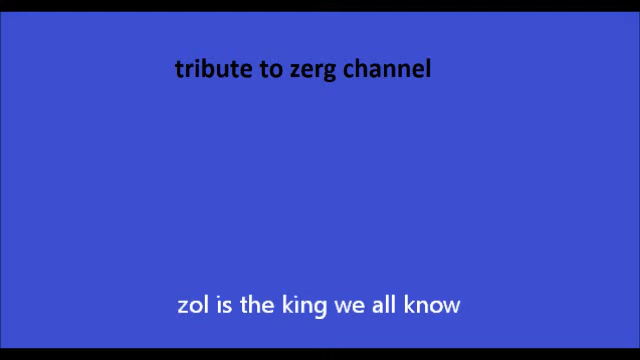 tribute to zerg channel
zol is the king we all know